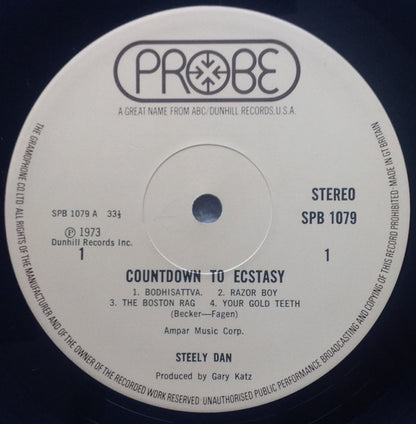 PROBE
A GREAT NAME FROM ABC/DUNHILL RECORDS, U.S.A.
THE GRAMOPHONE CO LTD ALL RIGHTS OF THE MANUFACTURER AND OF THE OWNER OF THE RECORDED WORK RESERVED UNAUTHORISED PUBLIC PERFORMANCE BROADCASTING AND COPYING OF THIS RECORD PROHIBITED MADE IN GT BRITAIN
SPB 1079 A 33⅓
STEREO
SPB 1079
Ⓟ 1973
Dunhill Records Inc.
1
1
COUNTDOWN TO ECSTASY
1. BODHISATTVA. 2. RAZOR BOY
3. THE BOSTON RAG 4. YOUR GOLD TEETH
(Becker—Fagen)
Ampar Music Corp.
STEELY DAN
Produced by Gary Katz